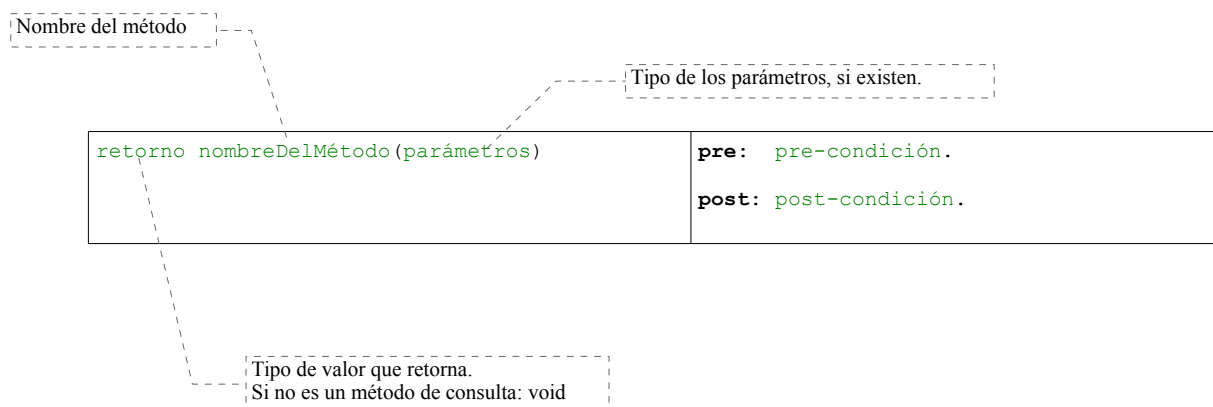 Nombre del método
Tipo de los parámetros, si existen.
retorno nombreDelMétodo(parámetros)
pre: pre-condición.
post: post-condición.
Tipo de valor que retorna.
Si no es un método de consulta: void